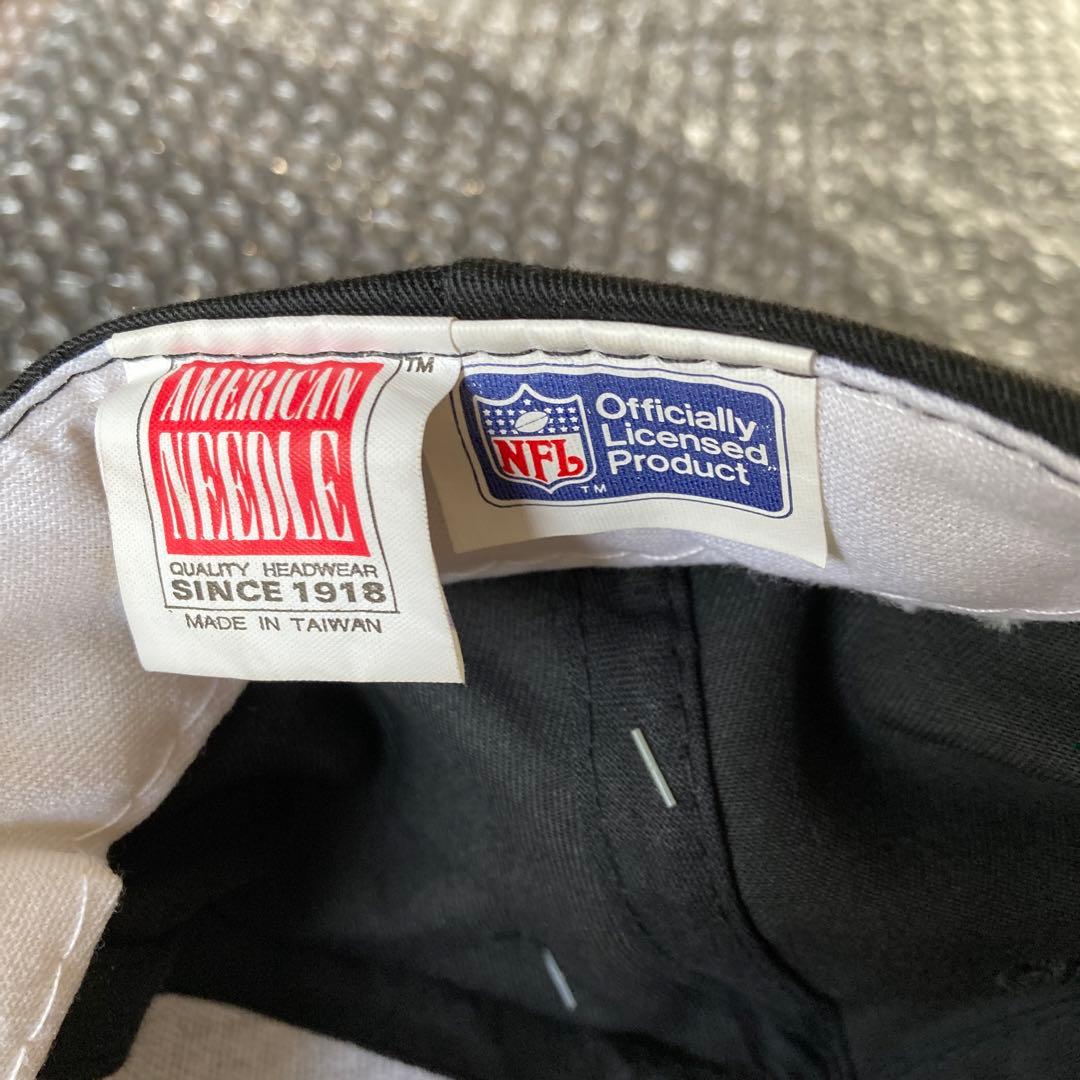 AMERICAN
NEEDLE
TM
QUALITY HEADWEAR
SINCE 1918
MADE IN TAIWAN
NFL
TM
Officially
Licensed
Product